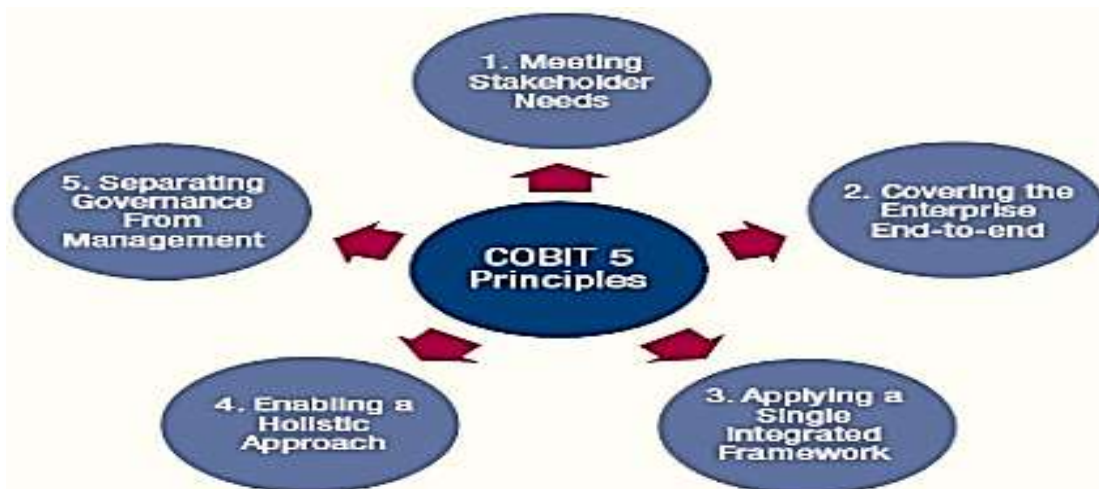 1. Meeting
Stakeholder
Needs
5. Separating
Governance
From
Management
2. Covering the
Enterprise
End-to-end
COBIT 5
Principles
4. Enabling a
Holistic
Approach
3. Applying a
Single
Integrated
Framework